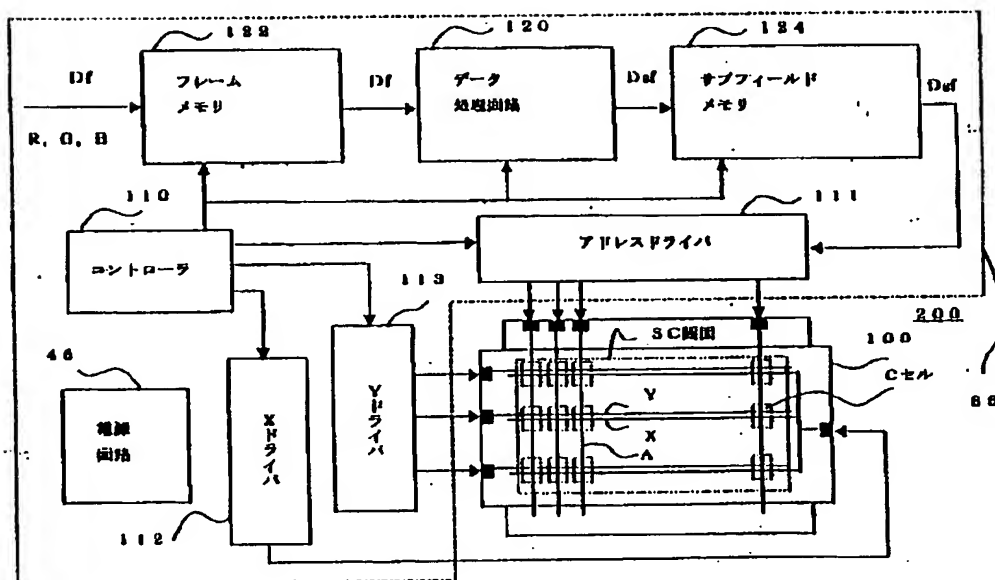 122
120
124
Df
フレーム
メモリ
Df
データ
処理回路
Dsf
サブフィールド
メモリ
Dsf
R, G, B
110
111
コントローラ
アドレスドライバ
113
200
SC画面
100
46
Cセル
Y
66
電源
回路
Xドライバ
Yドライバ
X
A
112